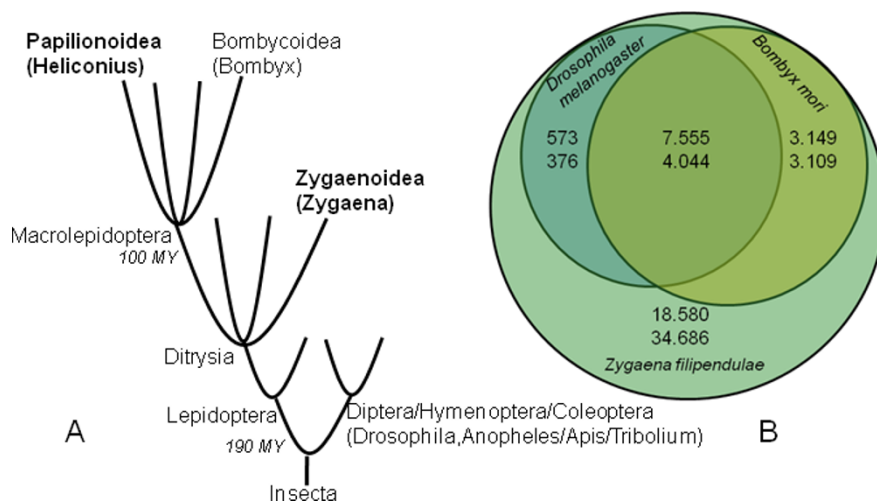 Papilionoidea
(Heliconius)
Bombycoidea
(Bombyx)
Zygaenoidea
(Zygaena)
Macrolepidoptera
100 MY
Ditrysia
Lepidoptera
190 MY
Diptera/Hymenoptera/Coleoptera
(Drosophila,Anopheles/Apis/Tribolium)
Insecta
A
Drosophila
melanogaster
Bombyx mori
573
376
7.555
4.044
3.149
3.109
18.580
34.686
Zygaena filipendulae
B